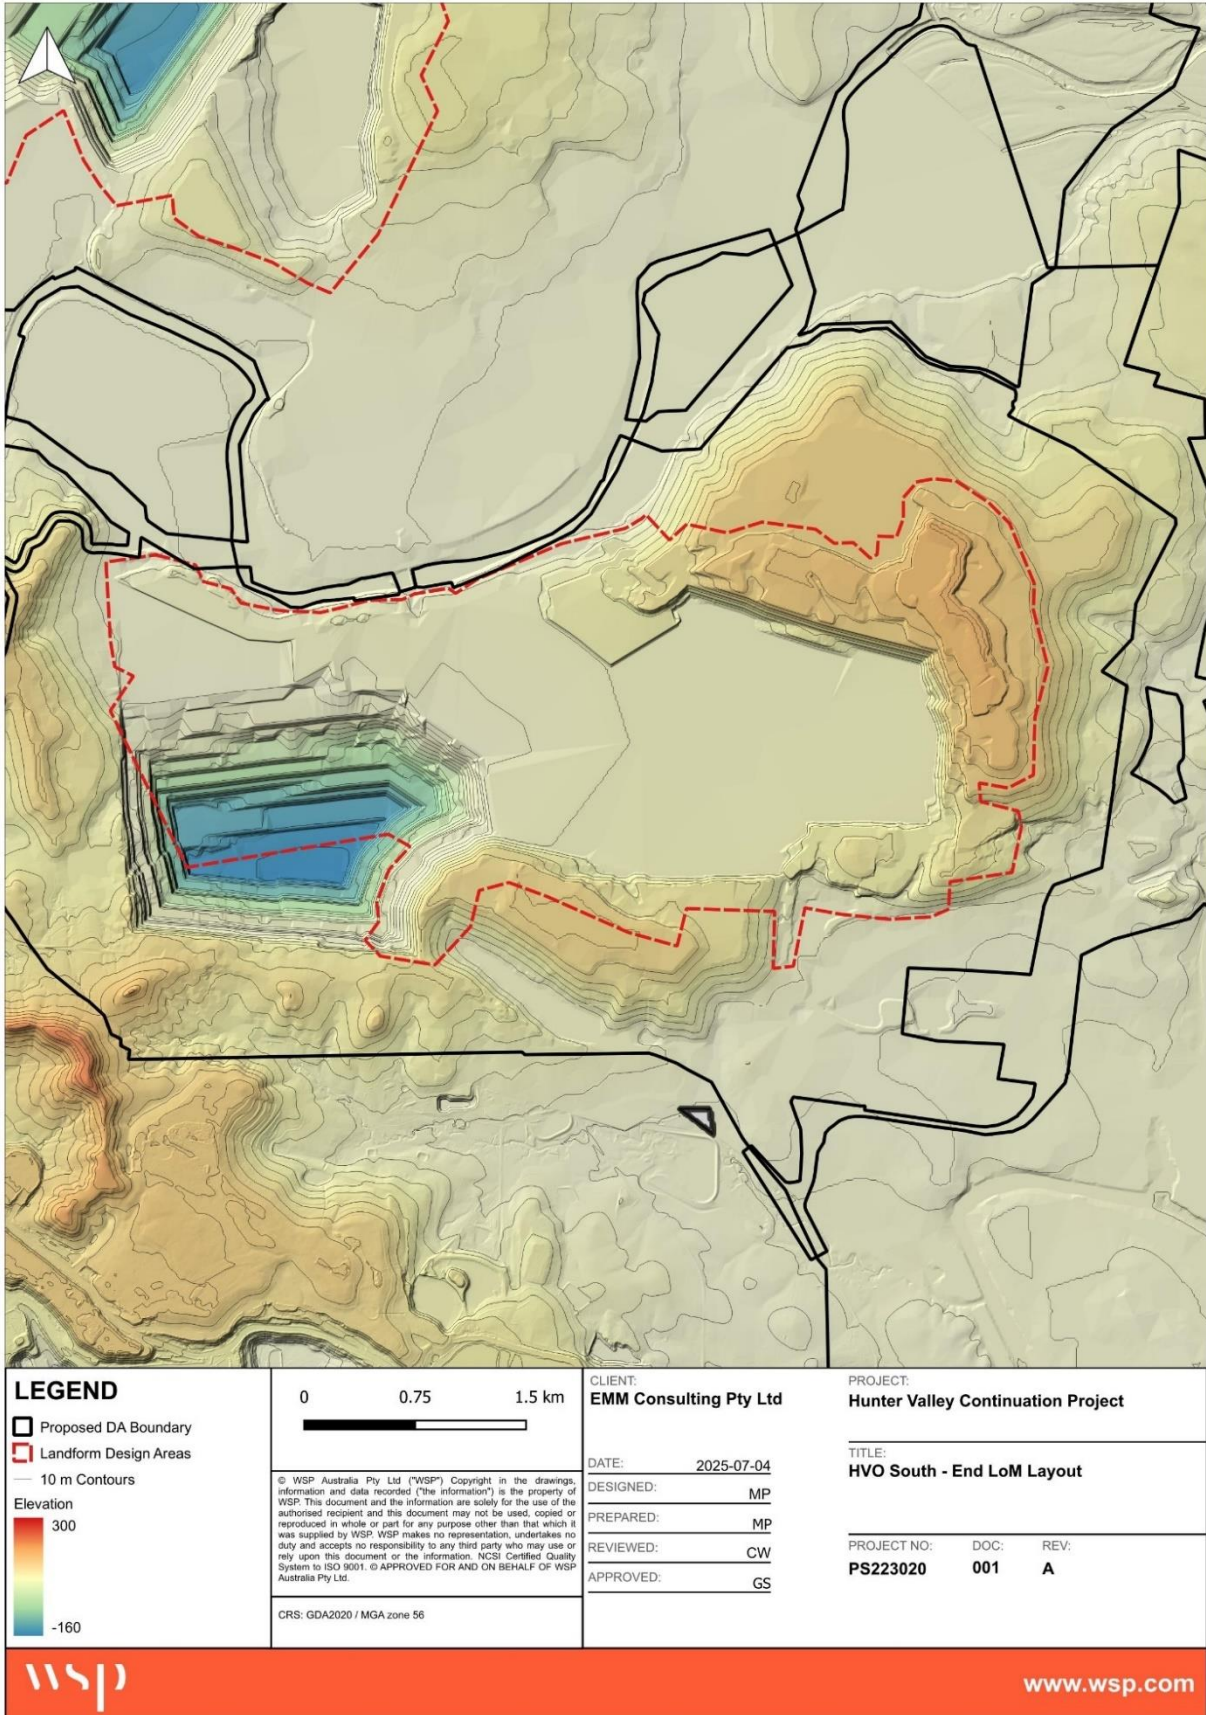 LEGEND
Proposed DA Boundary
Landform Design Areas
10 m Contours
Elevation
300
-160
0 0.75 1.5 km
© WSP Australia Pty Ltd ("WSP") Copyright in the drawings,
information and data recorded ("the information") is the property of
WSP. This document and the information are solely for the use of the
authorised recipient and this document may not be used, copied or
reproduced in whole or part for any purpose other than that which it
was supplied by WSP. WSP makes no representation, undertakes no
duty and accepts no responsibility to any third party who may use or
rely upon this document or the information. NCSI Certified Quality
System to ISO 9001. © APPROVED FOR AND ON BEHALF OF WSP
Australia Pty Ltd.
CRS: GDA2020 / MGA zone 56
CLIENT:
EMM Consulting Pty Ltd
DATE: 2025-07-04
DESIGNED: MP
PREPARED: MP
REVIEWED: CW
APPROVED: GS
PROJECT:
Hunter Valley Continuation Project
TITLE:
HVO South - End LoM Layout
PROJECT NO: DOC: REV:
PS223020 001 A
wsp
www.wsp.com